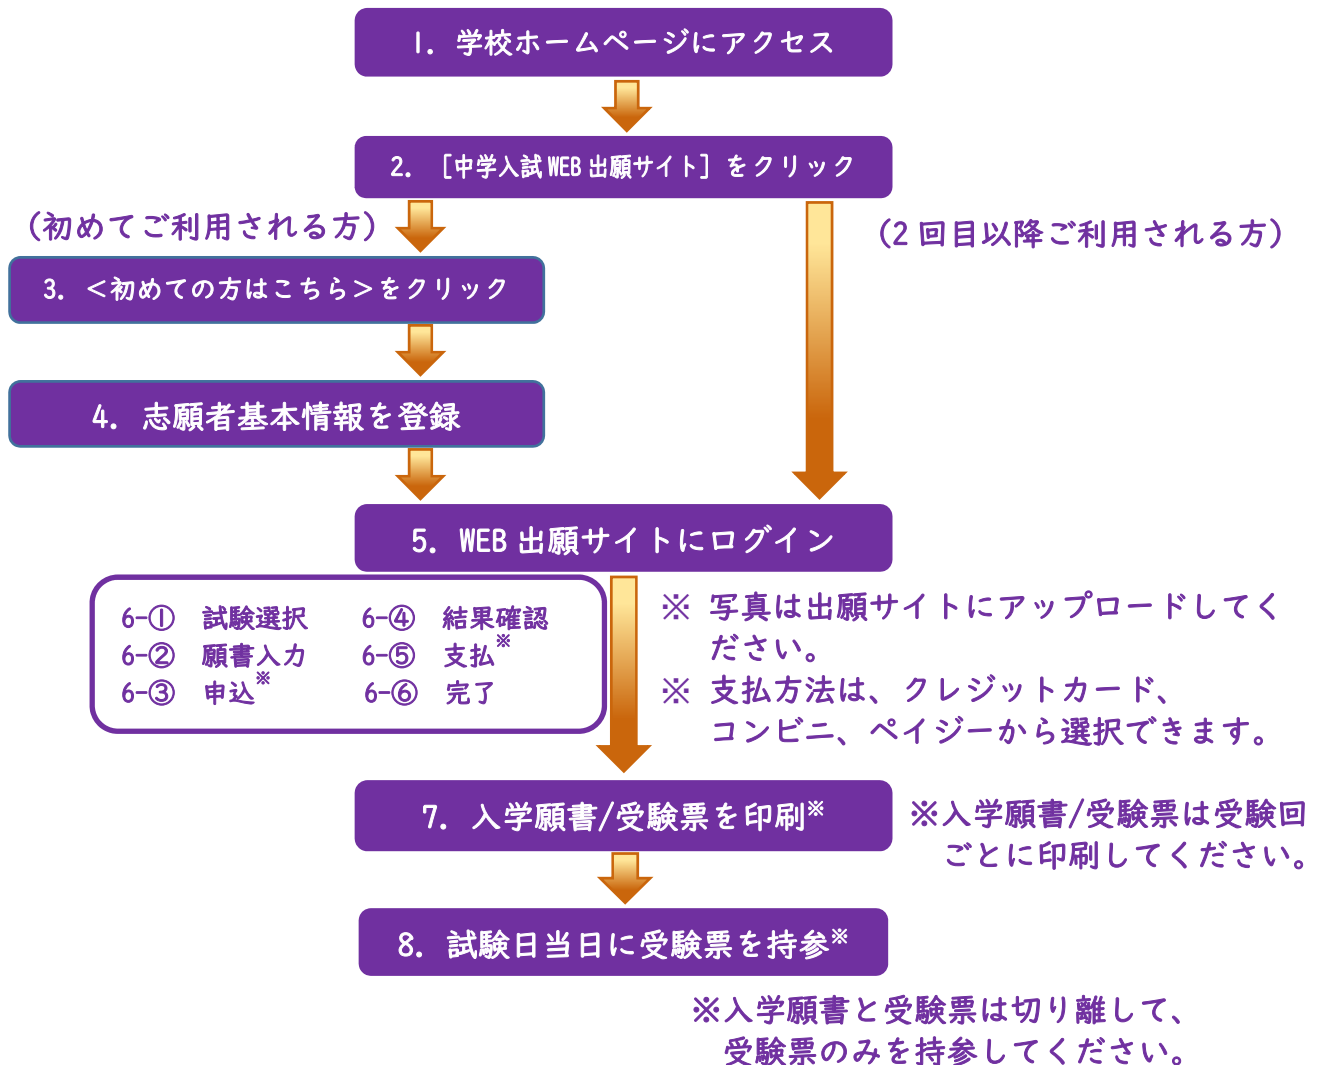 1. 学校ホームページにアクセス
2. [中学入試WEB出願サイト] をクリック
(初めてご利用される方)
(2回目以降ご利用される方)
3. <初めての方はこちら>をクリック
4. 志願者基本情報を登録
5. WEB出願サイトにログイン
6-① 試験選択
6-② 願書入力
6-③ 申込※
6-④ 結果確認
6-⑤ 支払※
6-⑥ 完了
※ 写真は出願サイトにアップロードしてく
ださい。
※ 支払方法は、クレジットカード、
コンビニ、ペイジーから選択できます。
7. 入学願書/受験票を印刷※
※入学願書/受験票は受験回
ごとに印刷してください。
8. 試験日当日に受験票を持参※
※入学願書と受験票は切り離して、
受験票のみを持参してください。